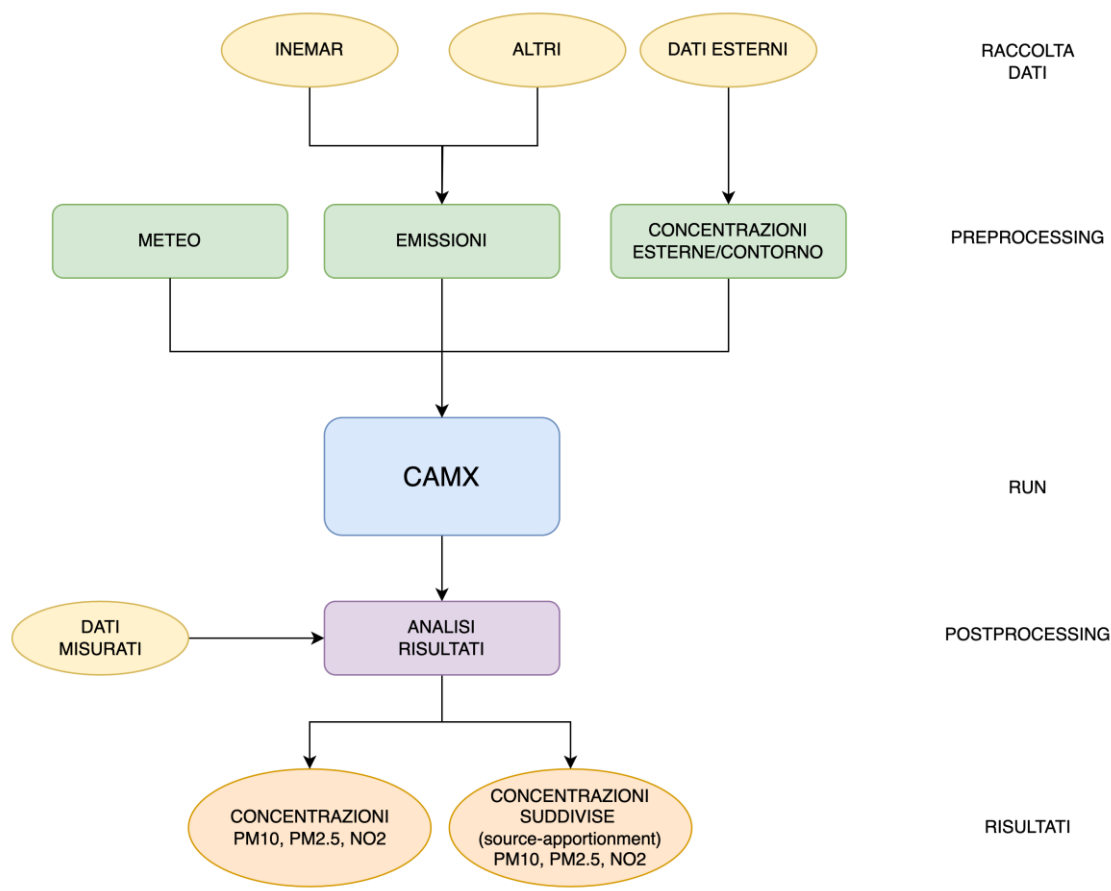 INEMAR
ALTRI
DATI ESTERNI
RACCOLTA
DATI
METEO
EMISSIONI
CONCENTRAZIONI
ESTERNE/CONTORNO
PREPROCESSING
CAMX
RUN
DATI
MISURATI
ANALISI
RISULTATI
POSTPROCESSING
CONCENTRAZIONI
PM10, PM2.5, NO2
CONCENTRAZIONI
SUDDIVISE
(source-apportionment)
PM10, PM2.5, NO2
RISULTATI